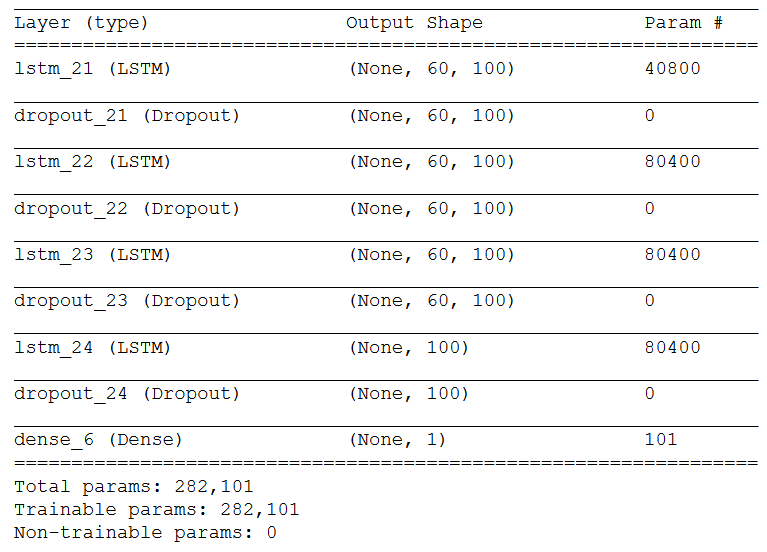 Layer (type) Output Shape Param #
=================================================================
lstm_21 (LSTM) (None, 60, 100) 40800
dropout_21 (Dropout) (None, 60, 100) 0
lstm_22 (LSTM) (None, 60, 100) 80400
dropout_22 (Dropout) (None, 60, 100) 0
lstm_23 (LSTM) (None, 60, 100) 80400
dropout_23 (Dropout) (None, 60, 100) 0
lstm_24 (LSTM) (None, 100) 80400
dropout_24 (Dropout) (None, 100) 0
dense_6 (Dense) (None, 1) 101
=================================================================
Total params: 282,101
Trainable params: 282,101
Non-trainable params: 0